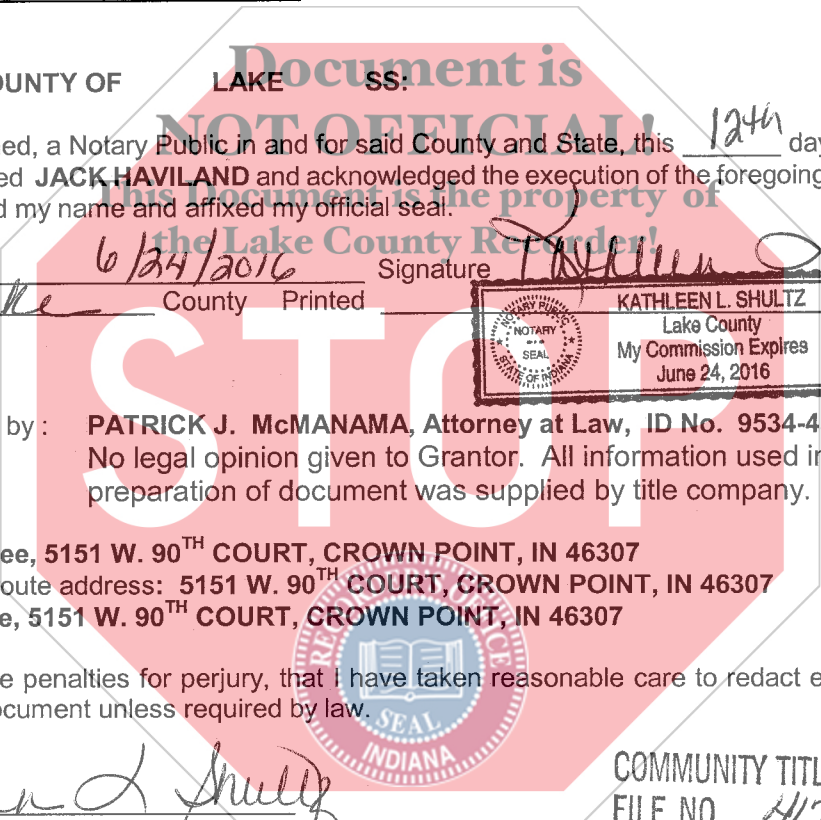 Document is
OUNTY OF LAKE SS:
NOT OFFICIAL!
ed, a Notary Public in and for said County and State, this 12th day
ed JACK HAVILAND and acknowledged the execution of the foregoing
This Document is the property of
d my name and affixed my official seal.
the Lake County Recorder!
6/24/2016 Signature
County Printed
KATHLEEN L. SHULTZ
Lake County
My Commission Expires
June 24, 2016
NOTARY PUBLIC
NOTARY
SEAL
STATE OF INDIANA
STOP
by: PATRICK J. McMANAMA, Attorney at Law, ID No. 9534-4
No legal opinion given to Grantor. All information used in
preparation of document was supplied by title company.
ee, 5151 W. 90TH COURT, CROWN POINT, IN 46307
oute address: 5151 W. 90TH COURT, CROWN POINT, IN 46307
e, 5151 W. 90TH COURT, CROWN POINT, IN 46307
RECORDER'S OFFICE
SEAL
INDIANA
e penalties for perjury, that I have taken reasonable care to redact e
ocument unless required by law.
L Shultz
COMMUNITY TITL
FILE NO